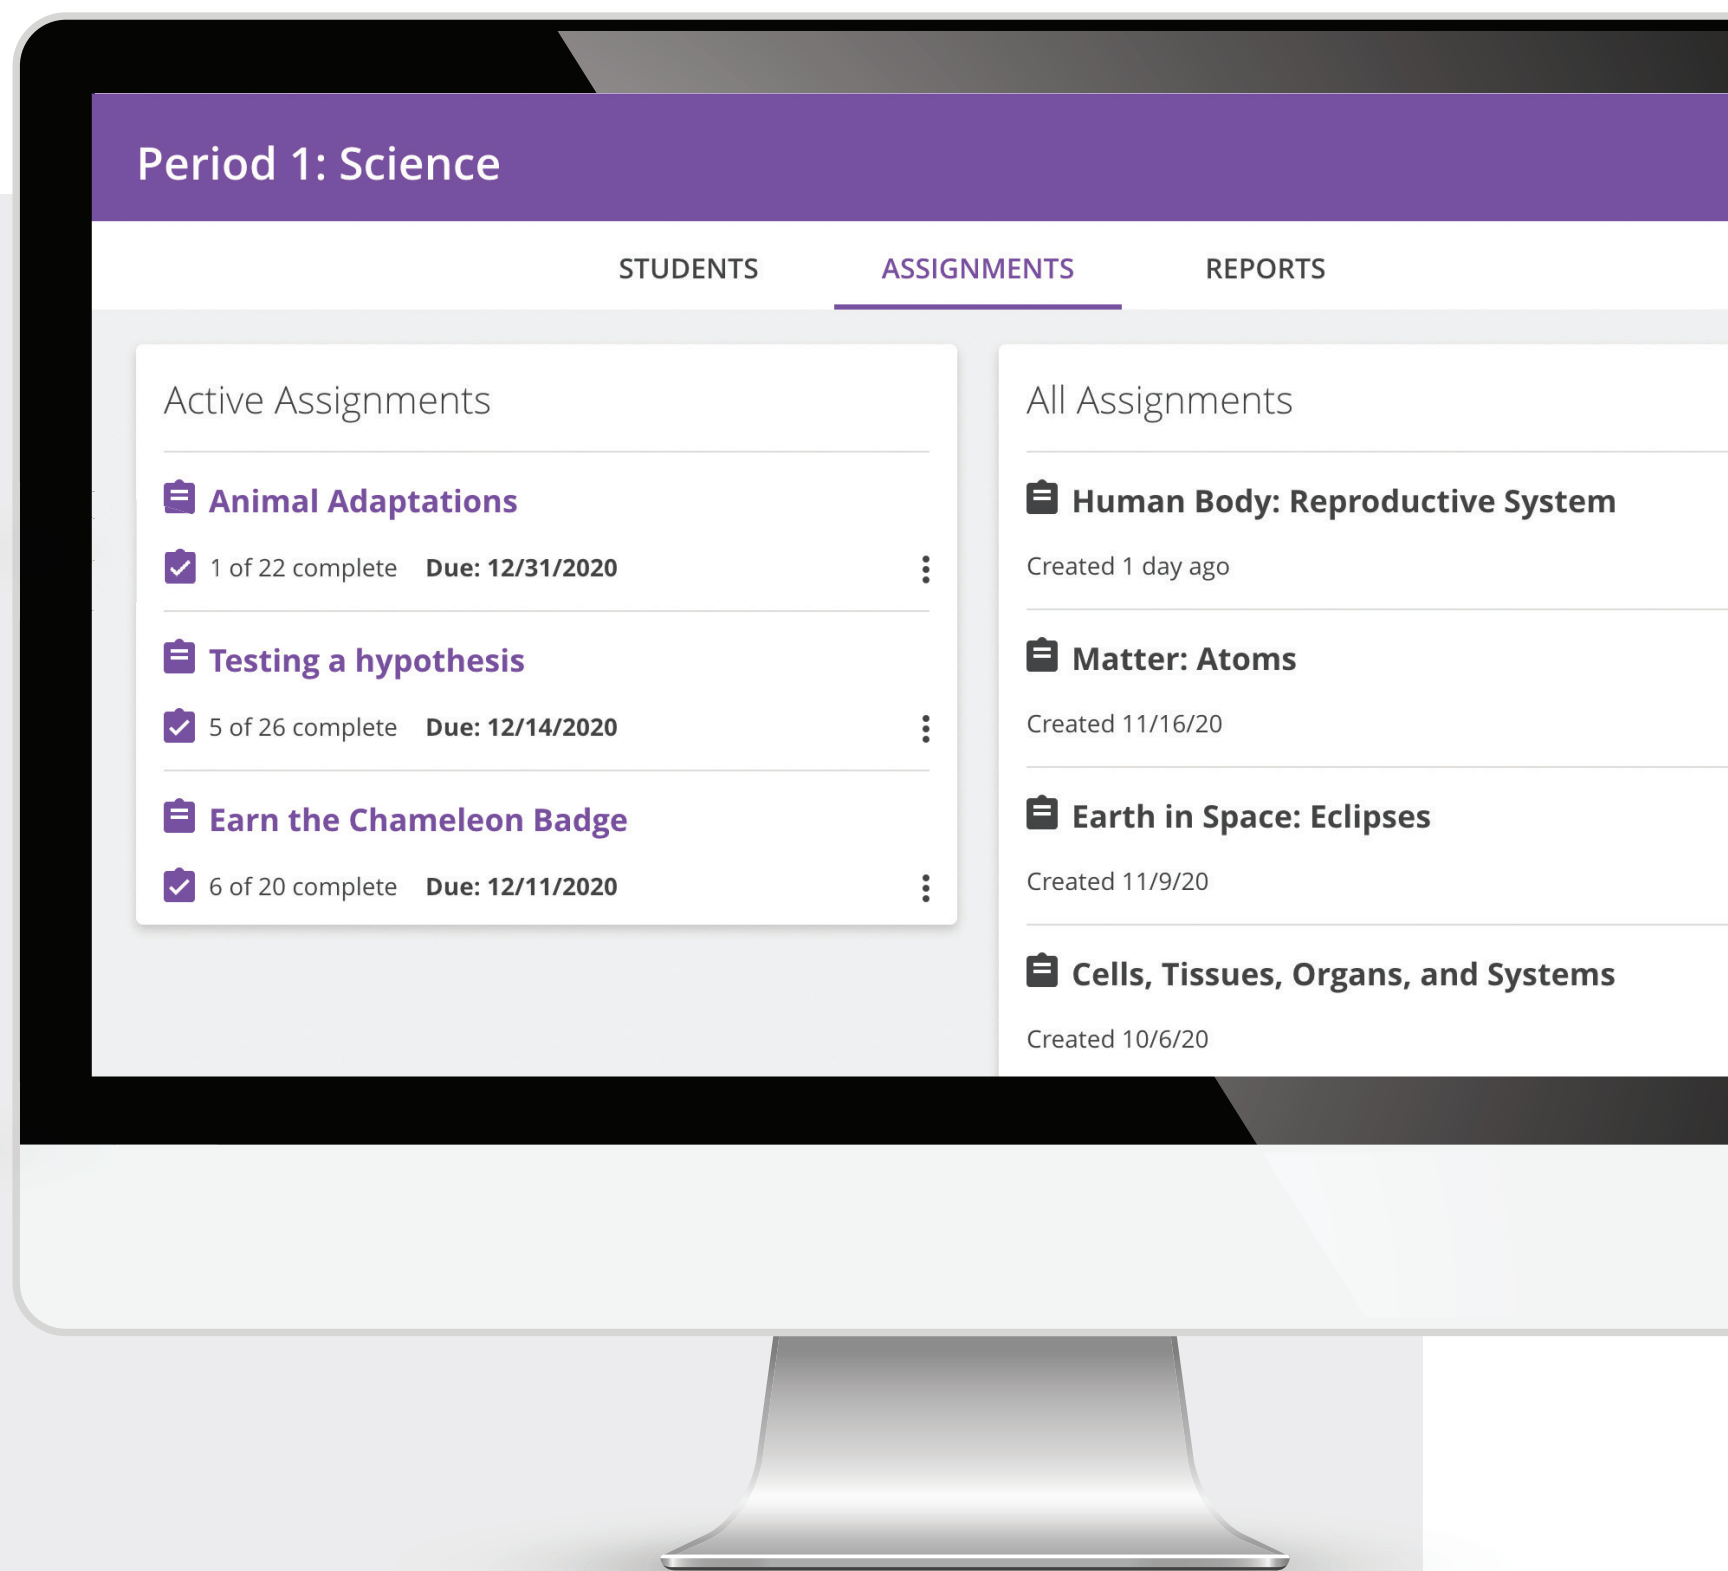 Period 1: Science
STUDENTS
ASSIGNMENTS
REPORTS
Active Assignments
Animal Adaptations
1 of 22 complete Due: 12/31/2020
Testing a hypothesis
5 of 26 complete Due: 12/14/2020
Earn the Chameleon Badge
6 of 20 complete Due: 12/11/2020
All Assignments
Human Body: Reproductive System
Created 1 day ago
Matter: Atoms
Created 11/16/20
Earth in Space: Eclipses
Created 11/9/20
Cells, Tissues, Organs, and Systems
Created 10/6/20